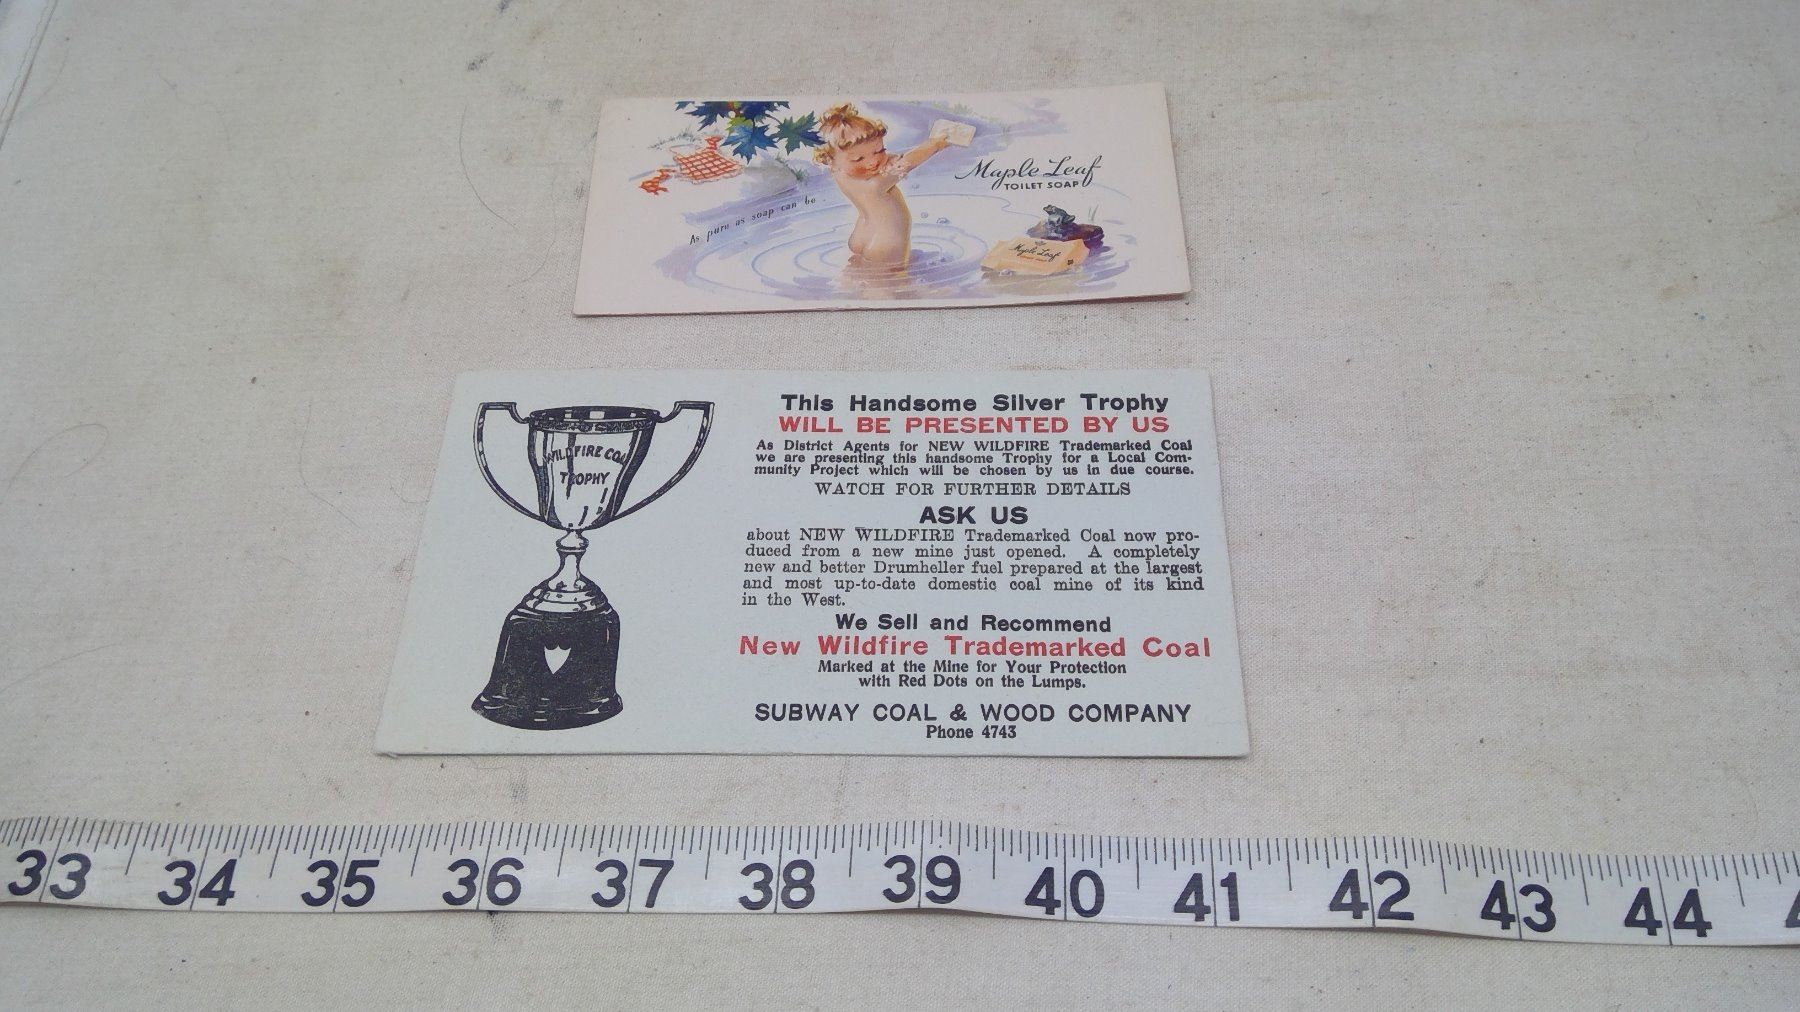 Maple Leaf
TOILET SOAP
As pure as soap can be
Maple Leaf
WILDFIRE COA
TROPHY
This Handsome Silver Trophy
WILL BE PRESENTED BY US
As District Agents for NEW WILDFIRE Trademarked Coal
we are presenting this handsome Trophy for a Local Com-
munity Project which will be chosen by us in due course.
WATCH FOR FURTHER DETAILS
ASK US
about NEW WILDFIRE Trademarked Coal now pro-
duced from a new mine just opened. A completely
new and better Drumheller fuel prepared at the largest
and most up-to-date domestic coal mine of its kind
in the West.
We Sell and Recommend
New Wildfire Trademarked Coal
Marked at the Mine for Your Protection
with Red Dots on the Lumps.
SUBWAY COAL & WOOD COMPANY
Phone 4743
33 34 35 36 37 38 39 40 41 42 43 44